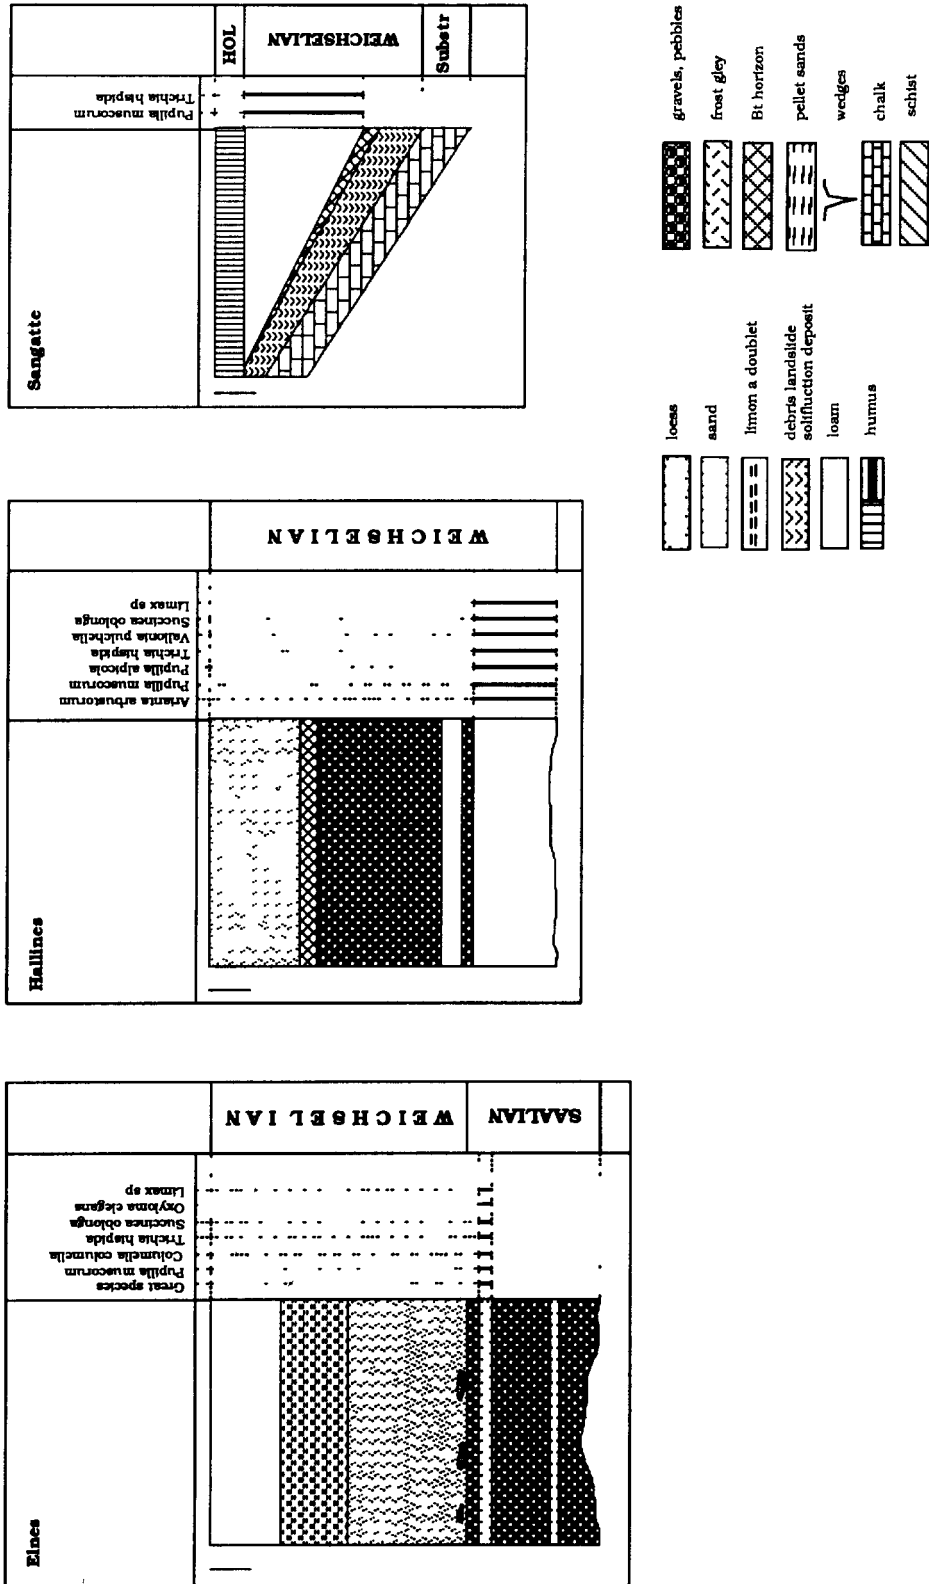 Elnes
Great species
Pupilla muscorum
Columella columella
Trichia hispida
Succinea oblonga
Oxyloma elegans
Limax sp
WEICHSELIAN
SAALIAN
Hallines
Arianta arbustorum
Pupilla muscorum
Pupilla alpicola
Trichia hispida
Vallonia pulchella
Succinea oblonga
Limax sp
WEICHSELIAN
Sangatte
Pupilla muscorum
Trichia hispida
HOL
WEICHSELIAN
Substr
loess
sand
limon a doublet
debris landslide
solifluction deposit
loam
humus
gravels, pebbles
frost gley
Bt horizon
pellet sands
wedges
chalk
schist